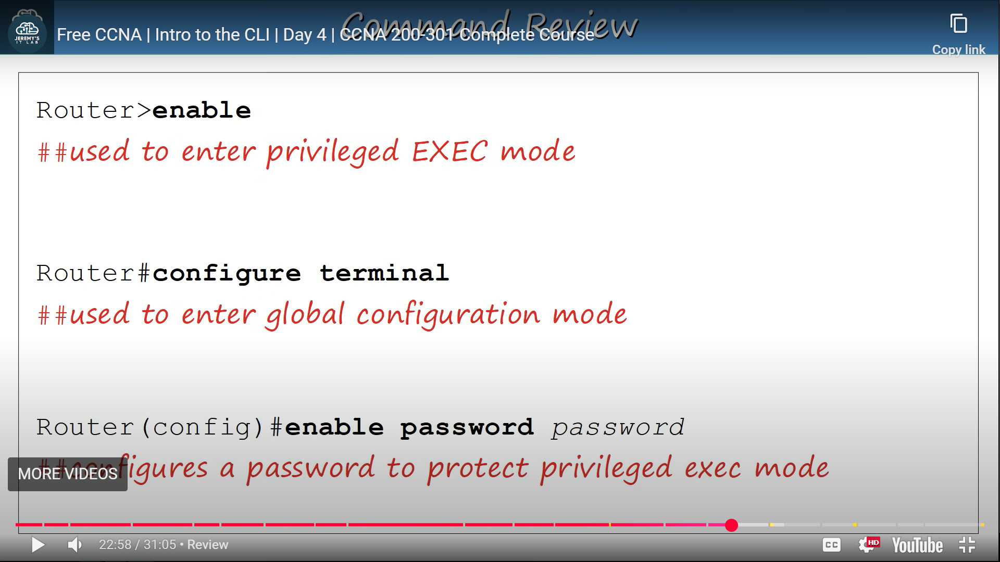 Command Review
JEREMY'S
IT LAB
Free CCNA | Intro to the CLI | Day 4 | CCNA 200-301 Complete Course
Copy link
Router>enable
##used to enter privileged EXEC mode
Router#configure terminal
##used to enter global configuration mode
Router(config)#enable password password
##configures a password to protect privileged exec mode
MORE VIDEOS
22:58 / 31:05 • Review
CC
HD
YouTube